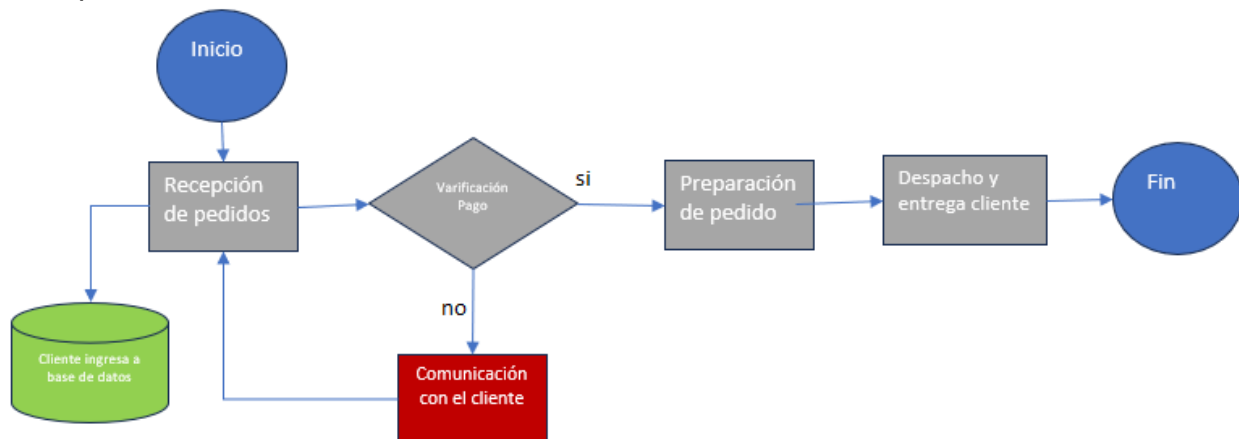 Inicio
Recepción
de pedidos
Varificación
Pago
si
Preparación
de pedido
Despacho y
entrega cliente
Fin
no
Cliente ingresa a
base de datos
Comunicación
con el cliente